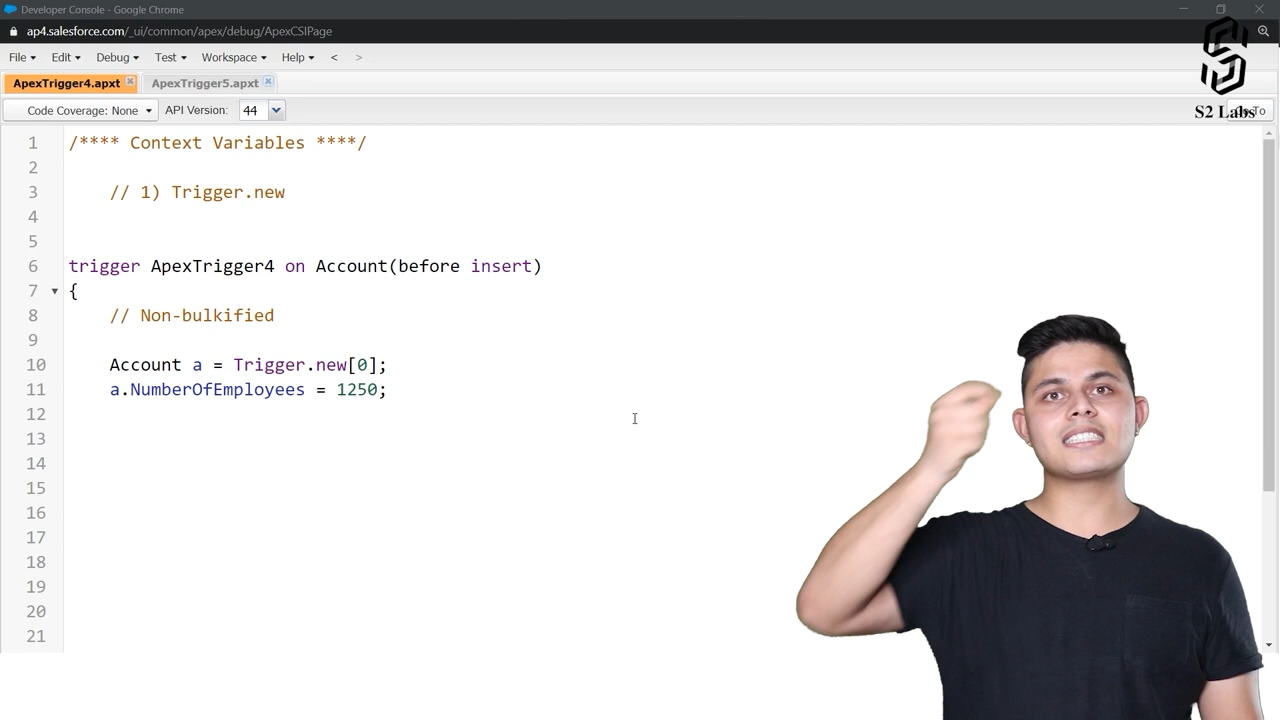 Developer Console - Google Chrome
ap4.salesforce.com/_ui/common/apex/debug/ApexCSIPage
File Edit Debug Test Workspace Help < >
ApexTrigger4.apxt ApexTrigger5.apxt
Code Coverage: None API Version: 44 To
S2 Labs
1 /**** Context Variables ****/
2
3 // 1) Trigger.new
4
5
6 trigger ApexTrigger4 on Account(before insert)
7 {
8 // Non-bulkified
9
10 Account a = Trigger.new[0];
11 a.NumberOfEmployees = 1250;
12
13
14
15
16
17
18
19
20
21